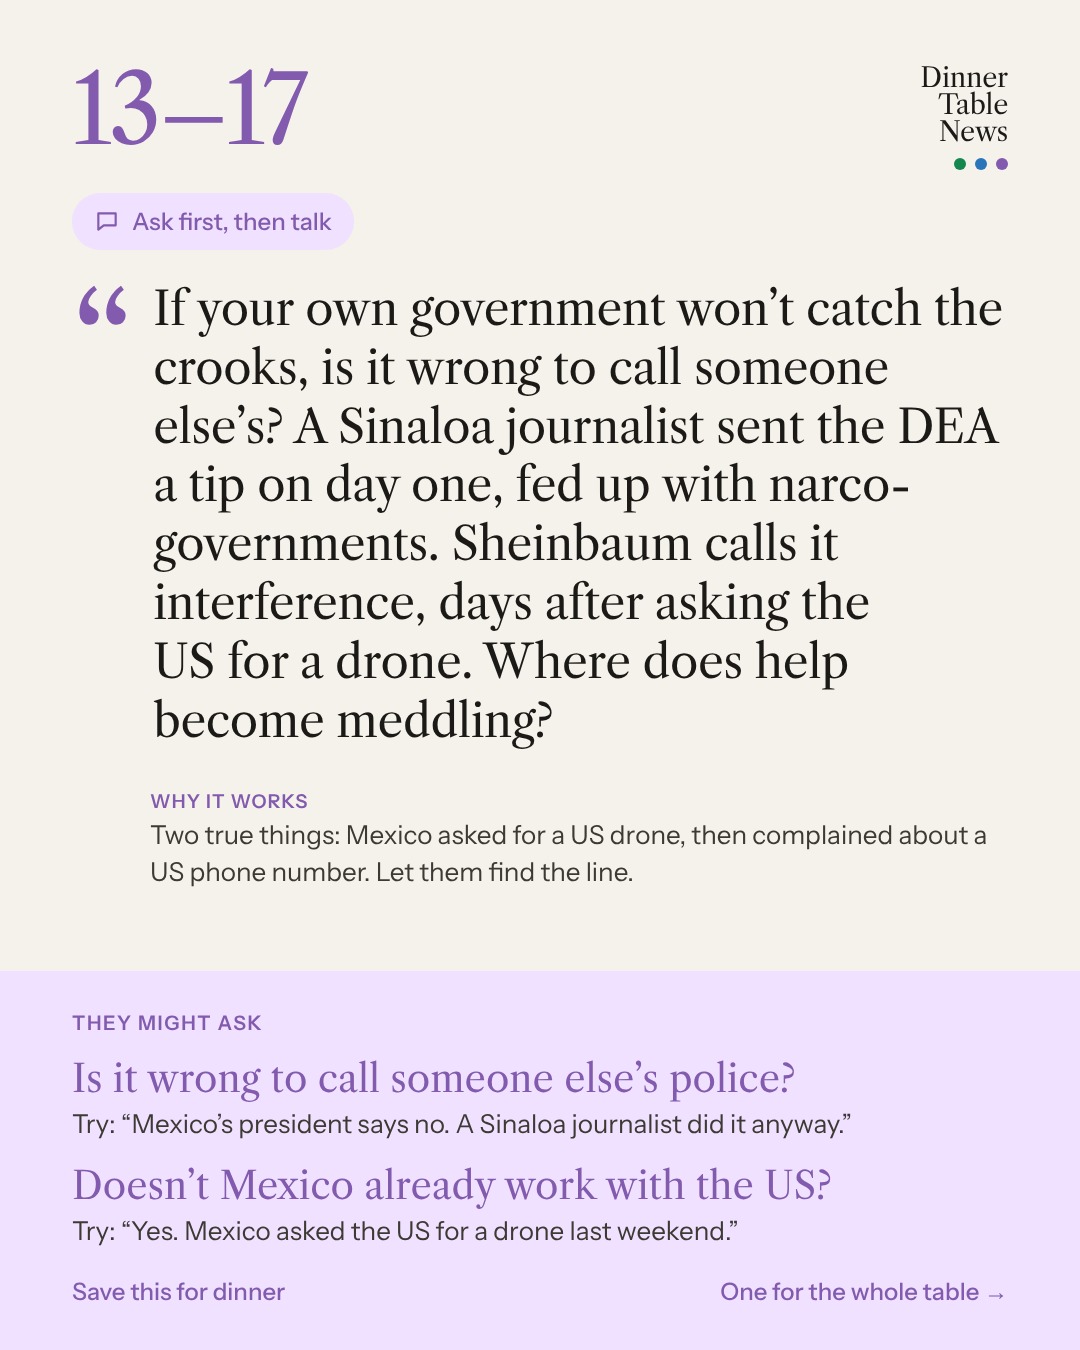 13–17
Dinner
Table
News
Ask first, then talk
“If your own government won’t catch the
crooks, is it wrong to call someone
else’s? A Sinaloa journalist sent the DEA
a tip on day one, fed up with narco-
governments. Sheinbaum calls it
interference, days after asking the
US for a drone. Where does help
become meddling?
WHY IT WORKS
Two true things: Mexico asked for a US drone, then complained about a
US phone number. Let them find the line.
THEY MIGHT ASK
Is it wrong to call someone else’s police?
Try: “Mexico’s president says no. A Sinaloa journalist did it anyway.”
Doesn’t Mexico already work with the US?
Try: “Yes. Mexico asked the US for a drone last weekend.”
Save this for dinner
One for the whole table →